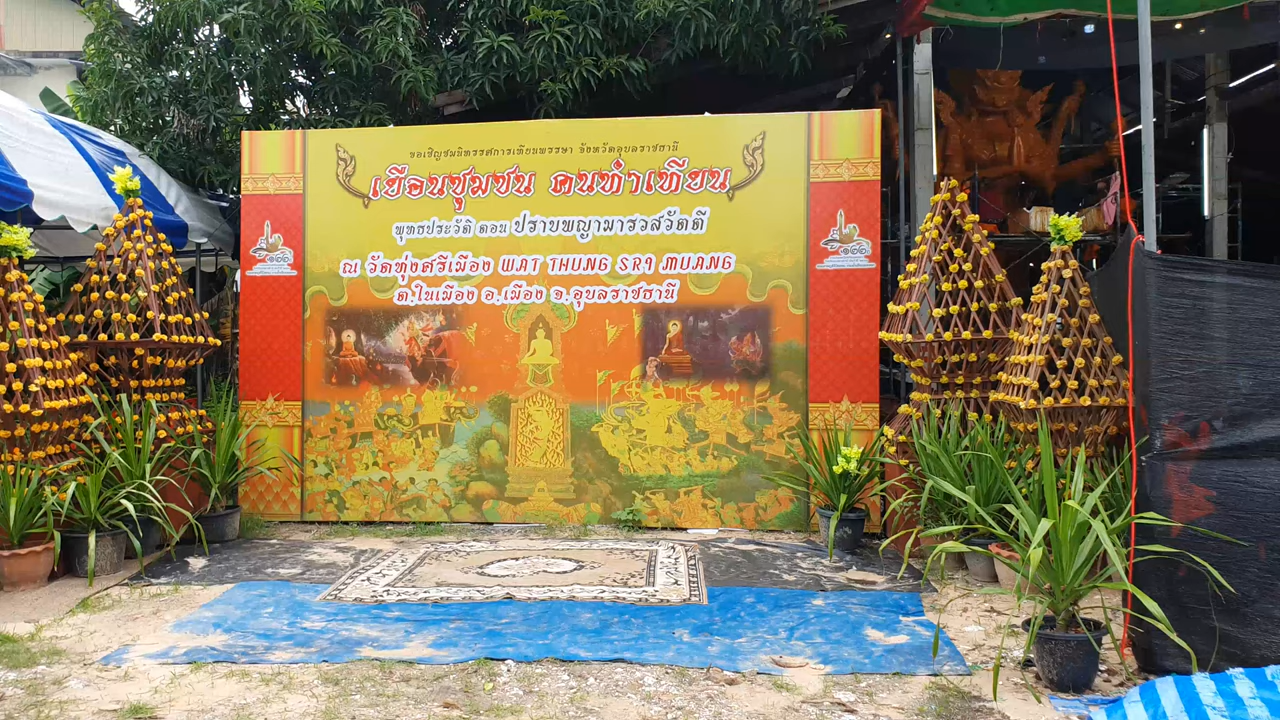 ขอเชิญชมนิทรรศการเทียนพรรษา จังหวัดอุบลราชธานี
เยือนชุมชน คนทำเทียน
พุทธประวัติ ตอน ปราบพญามารวสวัตตี
ณ วัดทุ่งศรีเมือง WAT THUNG SRI MUANG
ต.ในเมือง อ.เมือง จ.อุบลราชธานี